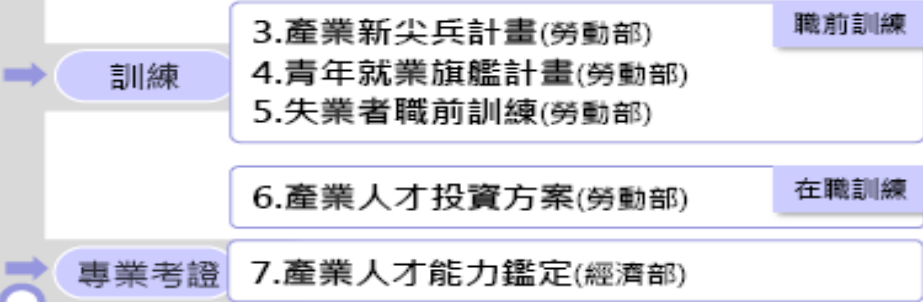 3.產業新尖兵計畫(勞動部)
職前訓練
訓練
4.青年就業旗艦計畫(勞動部)
5.失業者職前訓練(勞動部)
6.產業人才投資方案(勞動部)
在職訓練
專業考證
7.產業人才能力鑑定(經濟部)